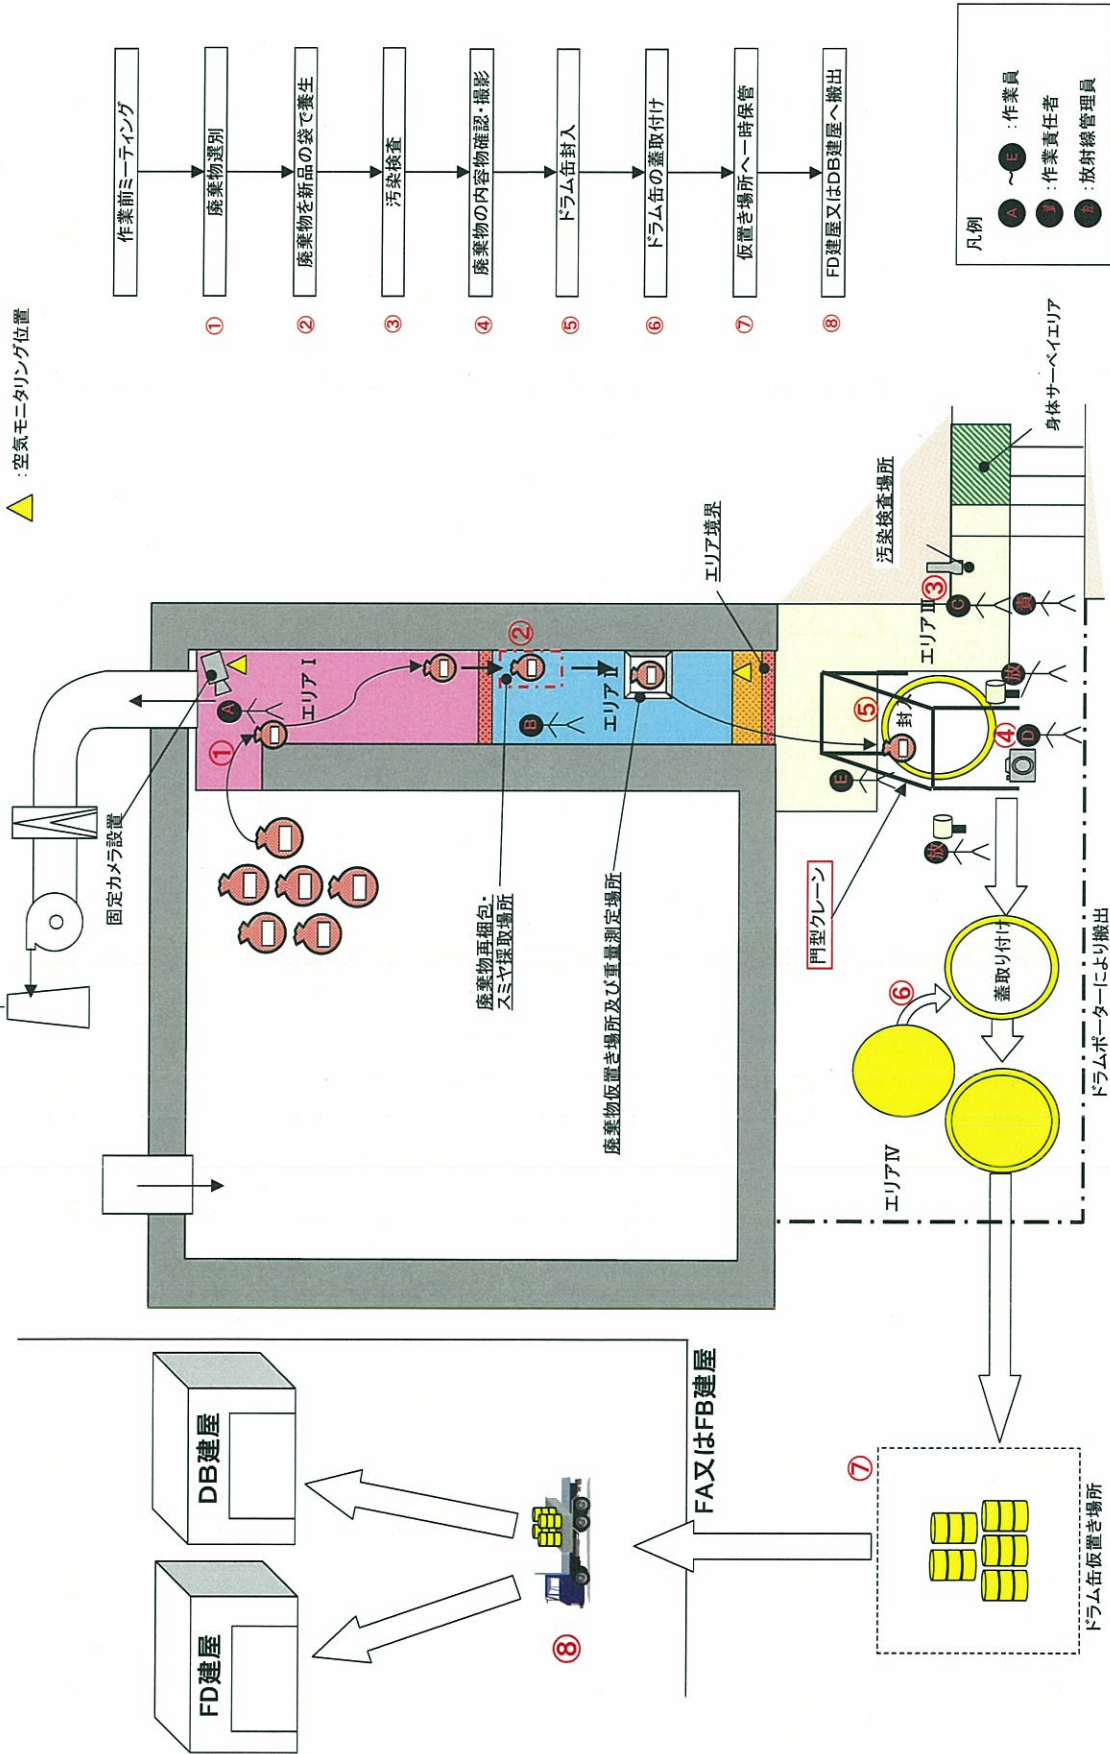 △:空気モニタリング位置
作業前ミーティング
① 廃棄物選別
② 廃棄物を新品の袋で養生
③ 汚染検査
④ 廃棄物の内容物確認・撮影
⑤ ドラム缶封入
⑥ ドラム缶の蓋取付け
⑦ 仮置き場所へ一時保管
⑧ FD建屋又はDB建屋へ搬出
凡例
A ～ E :作業員
責 :作業責任者
放 :放射線管理員
固定カメラ設置
A
エリアⅠ
①
②
B
エリアⅡ
廃棄物再梱包・
スミヤ採取場所
廃棄物仮置き場所及び重量測定場所
エリア境界
汚染検査場所
身体サーベイエリア
③
C
責
エリアⅢ
放
⑤
封入
④
D
E
門型クレーン
放
⑥
蓋取り付け
エリアⅣ
ドラムポーターにより搬出
DB建屋
FD建屋
FA又はFB建屋
⑧
⑦
ドラム缶仮置き場所